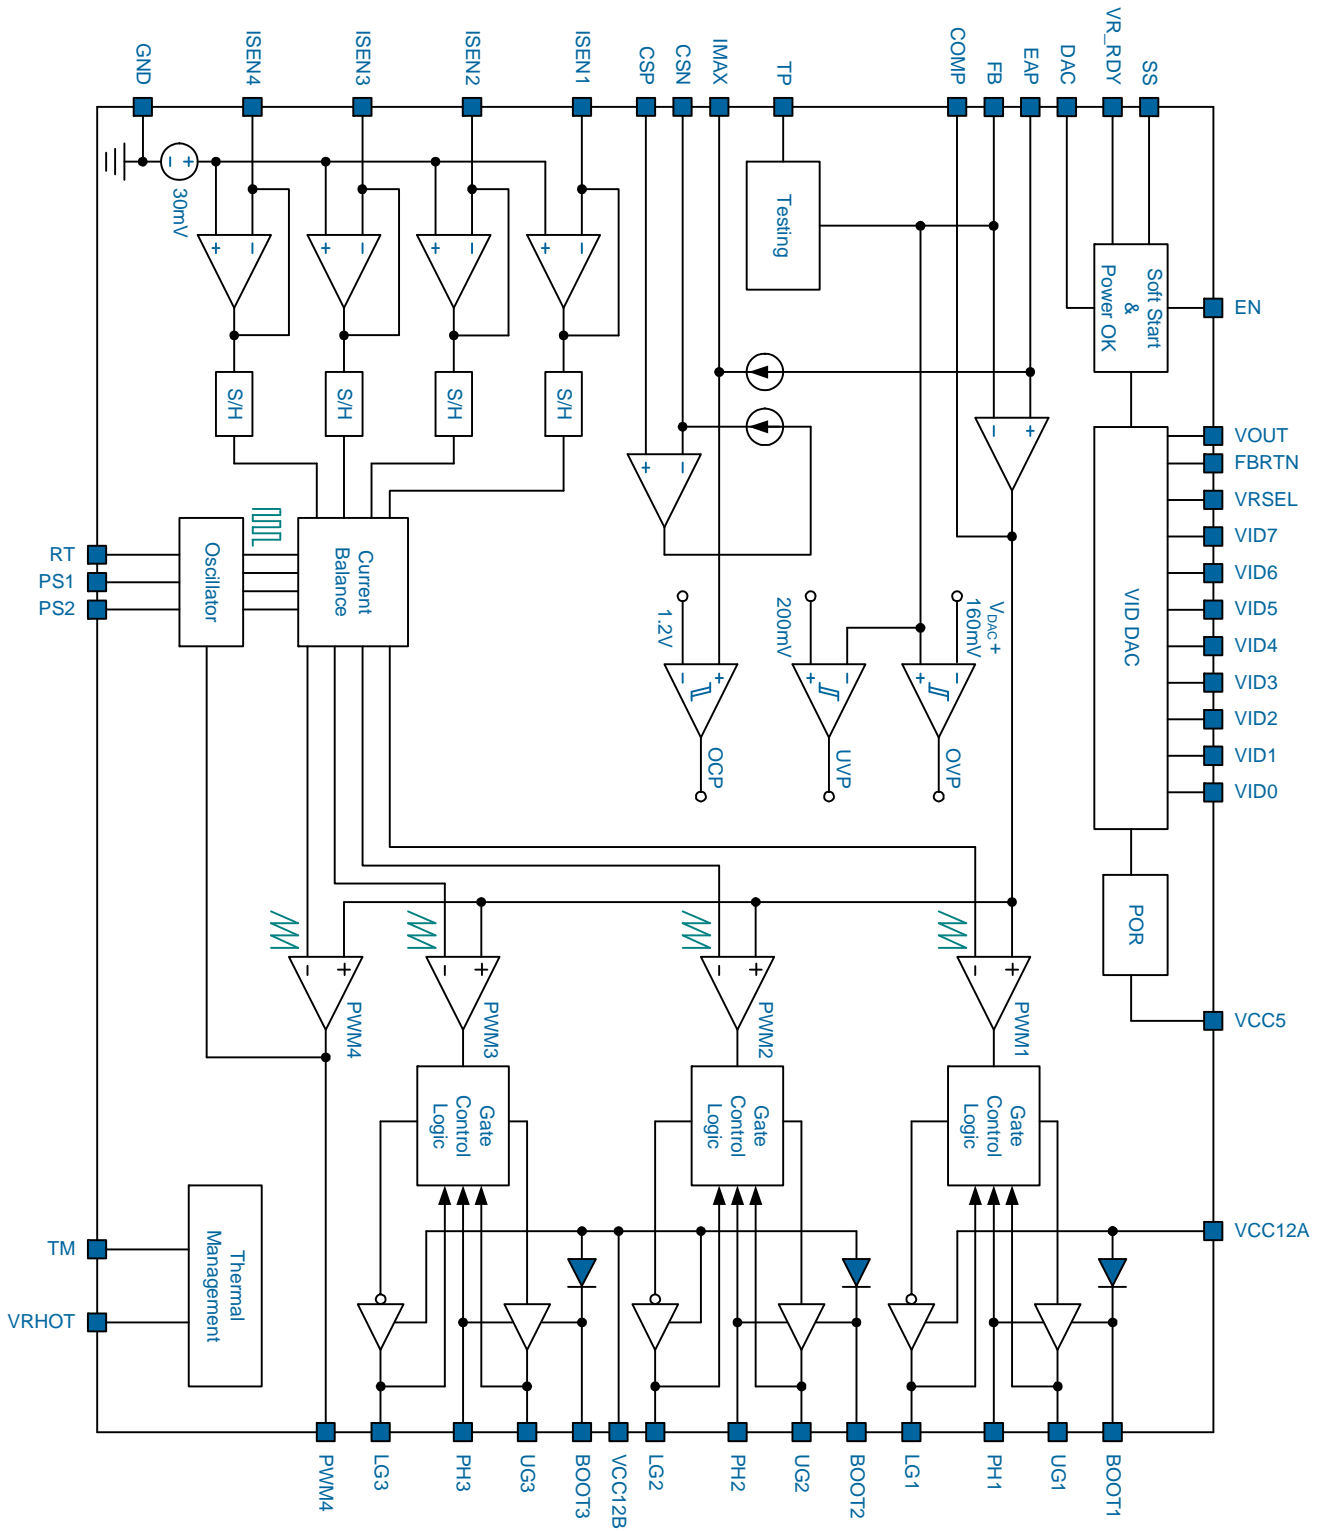 GND
ISEN4
ISEN3
ISEN2
ISEN1
CSP
CSN
IMAX
TP
COMP
FB
EAP
DAC
VR_RDY
SS
30mV
Testing
Soft Start
&
Power OK
EN
S/H
S/H
S/H
S/H
VOUT
FBRTN
VRSEL
VID7
VID6
VID5
VID4
VID3
VID2
VID1
VID0
VID DAC
RT
PS1
PS2
Oscillator
Current
Balance
1.2V
200mV
VDAC +
160mV
OCP
UVP
OVP
POR
VCC5
PWM4
PWM3
PWM2
PWM1
Gate
Control
Logic
Gate
Control
Logic
Gate
Control
Logic
VCC12A
TM
VRHOT
Thermal
Management
PWM4
LG3
PH3
UG3
BOOT3
VCC12B
LG2
PH2
UG2
BOOT2
LG1
PH1
UG1
BOOT1